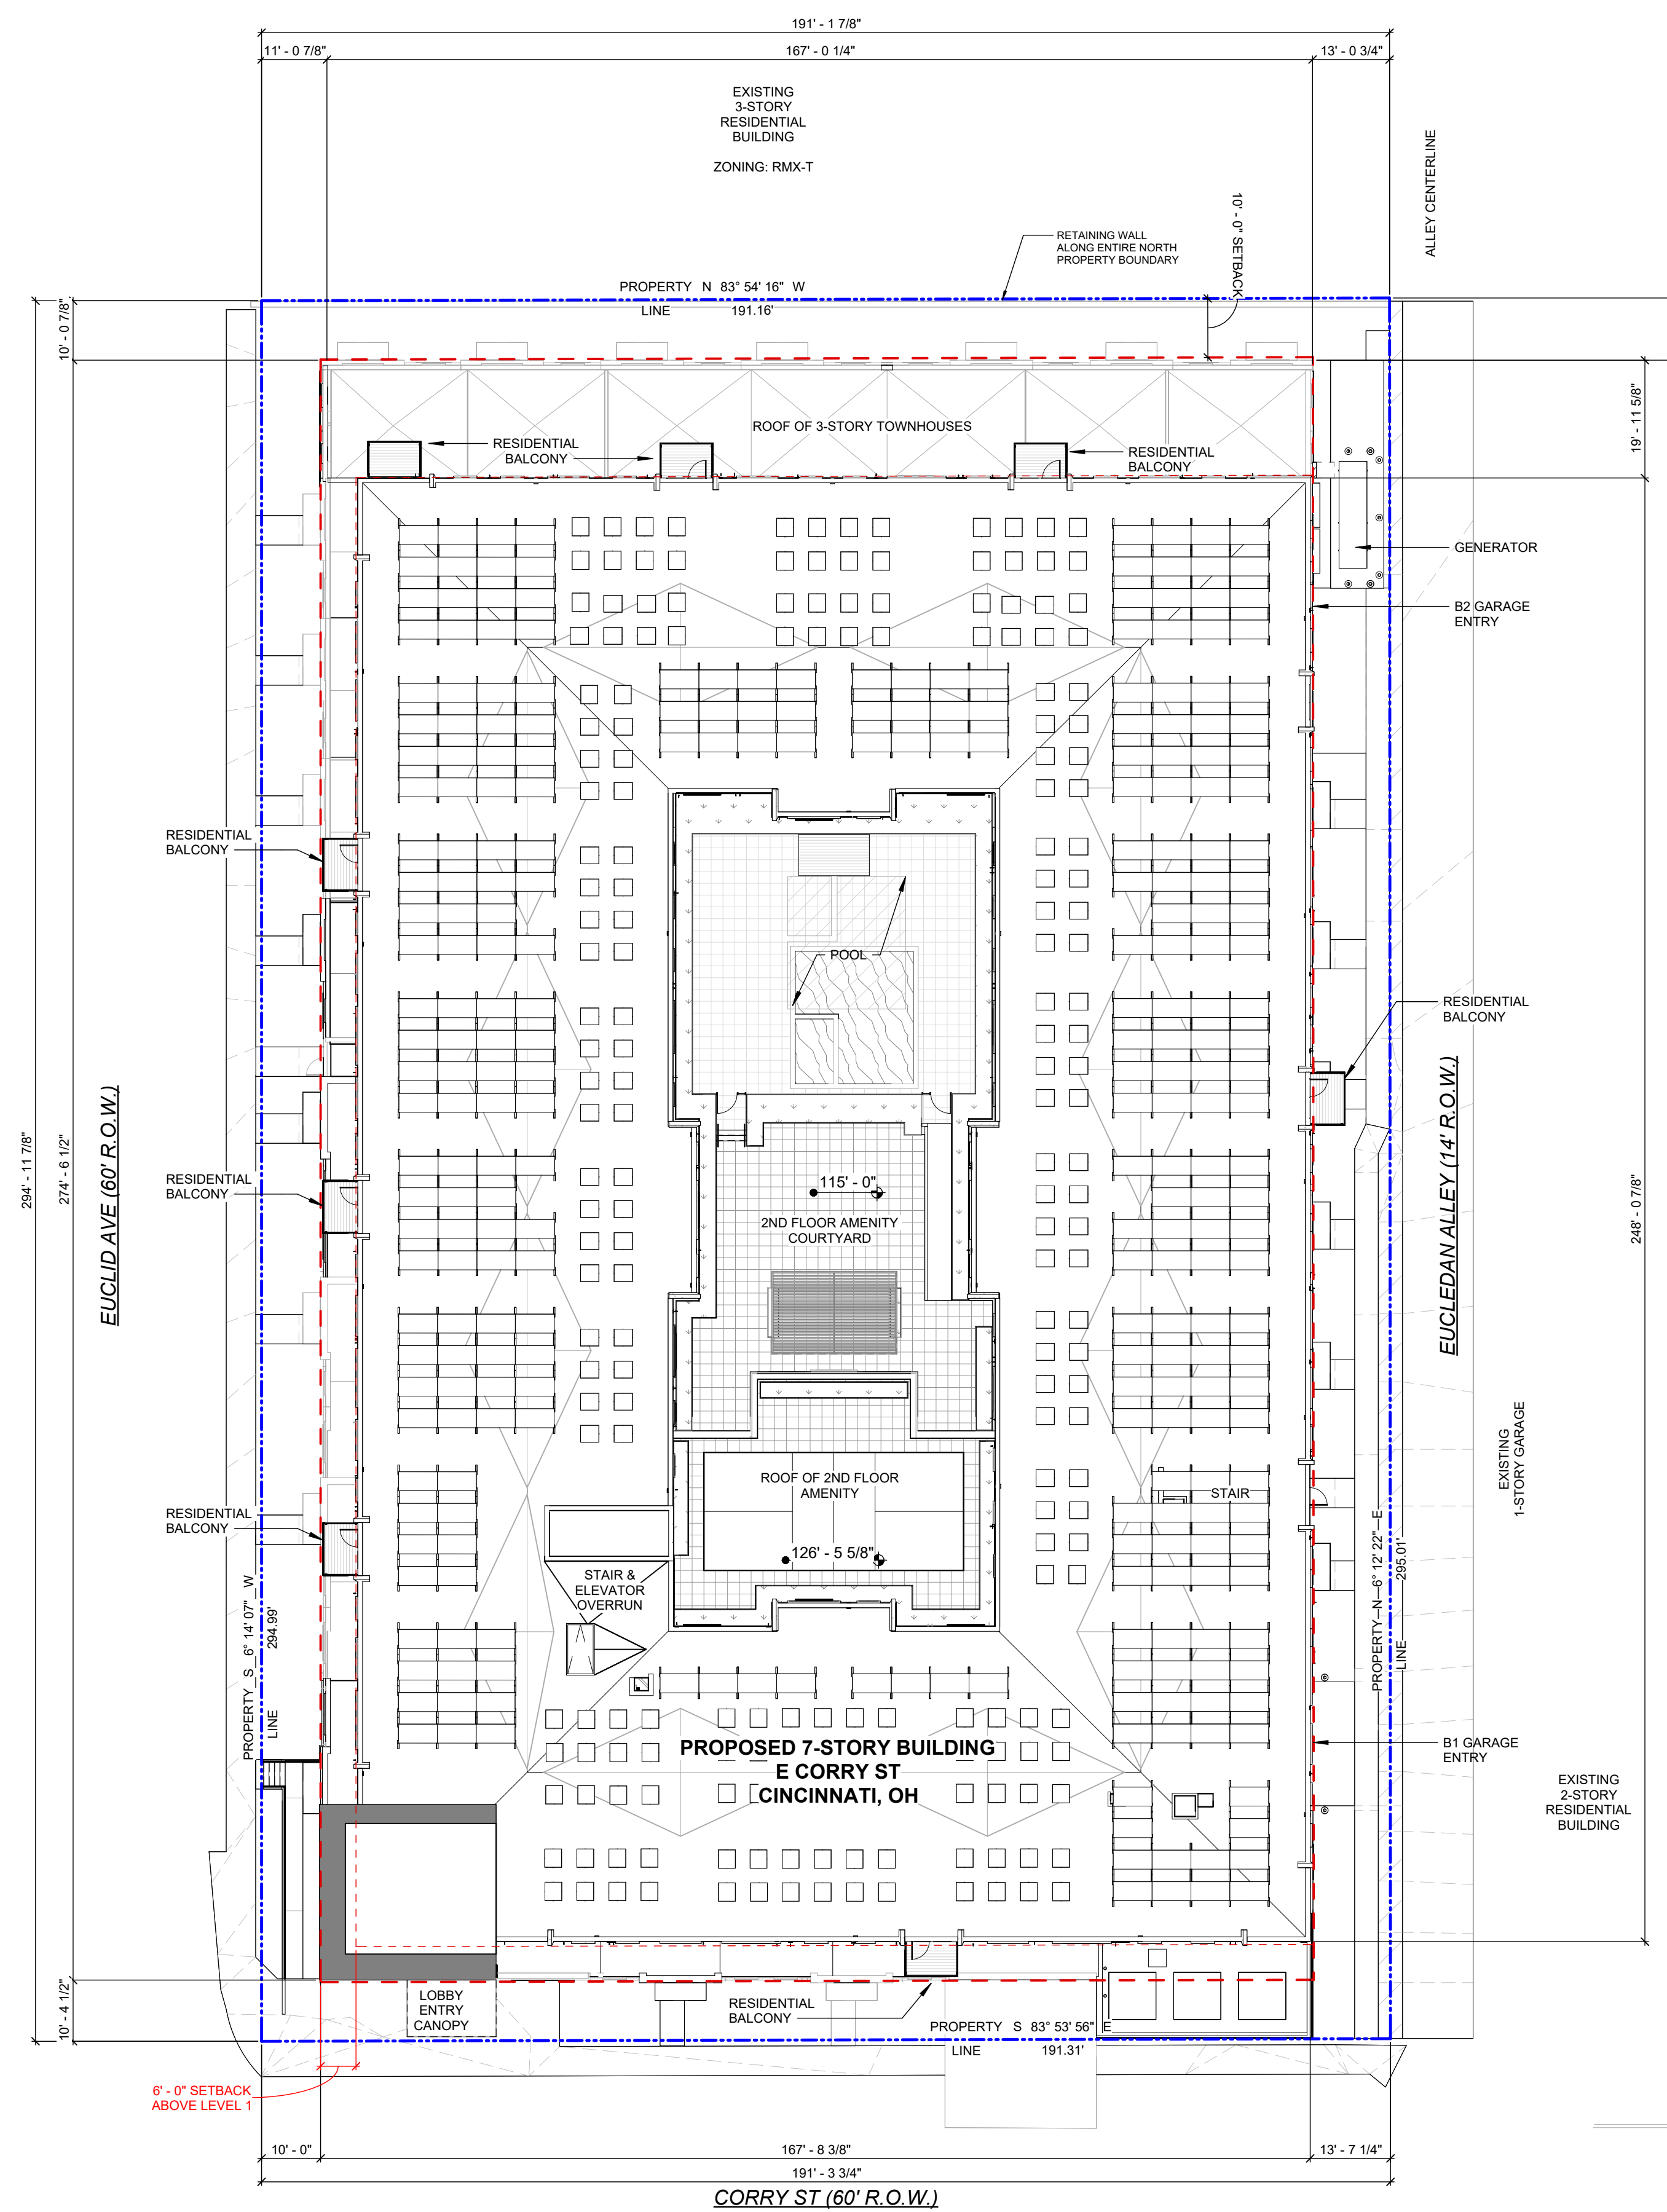 191' - 1 7/8"
11' - 0 7/8"
167' - 0 1/4"
13' - 0 3/4"
EXISTING
3-STORY
RESIDENTIAL
BUILDING
ZONING: RMX-T
ALLEY CENTERLINE
10' - 0" SETBACK
RETAINING WALL
ALONG ENTIRE NORTH
PROPERTY BOUNDARY
PROPERTY N 83° 54' 16" W
LINE 191.16'
10' - 0 7/8"
19' - 11 5/8"
ROOF OF 3-STORY TOWNHOUSES
RESIDENTIAL
BALCONY
RESIDENTIAL
BALCONY
GENERATOR
B2 GARAGE
ENTRY
RESIDENTIAL
BALCONY
POOL
RESIDENTIAL
BALCONY
294' - 11 7/8"
274' - 6 1/2"
EUCLID AVE (60' R.O.W.)
RESIDENTIAL
BALCONY
115' - 0"
2ND FLOOR AMENITY
COURTYARD
EUCLEDAN ALLEY (14' R.O.W.)
248' - 0 7/8"
EXISTING
1-STORY GARAGE
ROOF OF 2ND FLOOR
AMENITY
STAIR
RESIDENTIAL
BALCONY
126' - 5 5/8"
STAIR &
ELEVATOR
OVERRUN
PROPERTY S 6° 14' 07" W
LINE 294.99'
PROPERTY N 6° 12' 22" E
LINE 295.01'
PROPOSED 7-STORY BUILDING
E CORRY ST
CINCINNATI, OH
B1 GARAGE
ENTRY
EXISTING
2-STORY
RESIDENTIAL
BUILDING
10' - 4 1/2"
LOBBY
ENTRY
CANOPY
RESIDENTIAL
BALCONY
PROPERTY S 83° 53' 56" E
LINE 191.31'
6' - 0" SETBACK
ABOVE LEVEL 1
10' - 0"
167' - 8 3/8"
13' - 7 1/4"
191' - 3 3/4"
CORRY ST (60' R.O.W.)